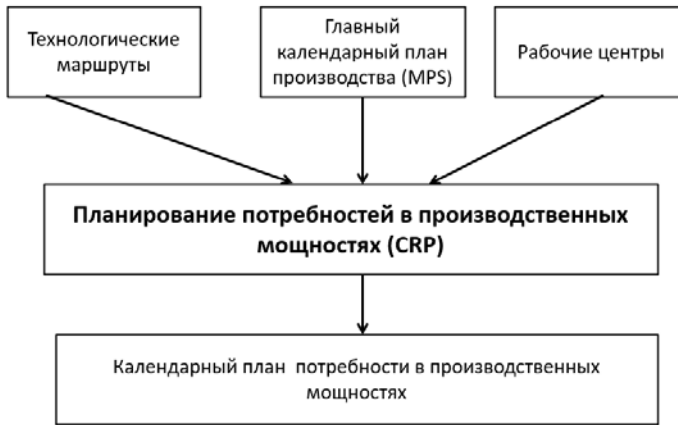 Технологические
маршруты
Главный
календарный план
производства (MPS)
Рабочие центры
Планирование потребностей в производственных
мощностях (CRP)
Календарный план потребности в производственных
мощностях